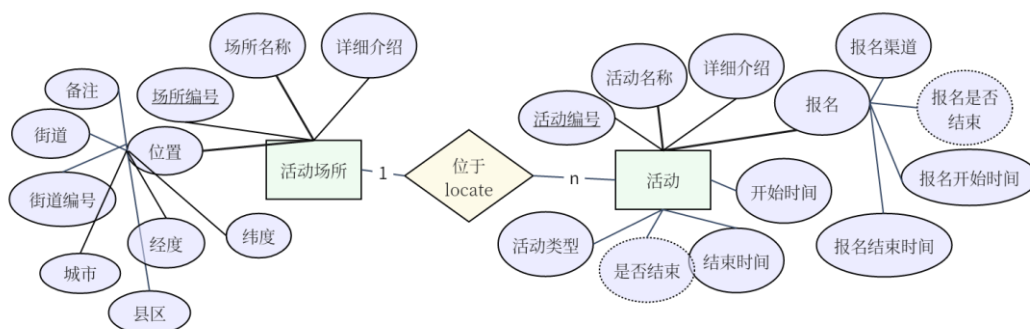 场所名称
详细介绍
场所编号
备注
街道
位置
街道编号
城市
经度
纬度
县区
活动场所
1
位于
locate
n
活动名称
详细介绍
活动编号
活动
活动类型
是否结束
结束时间
开始时间
报名
报名渠道
报名是否
结束
报名开始时间
报名结束时间